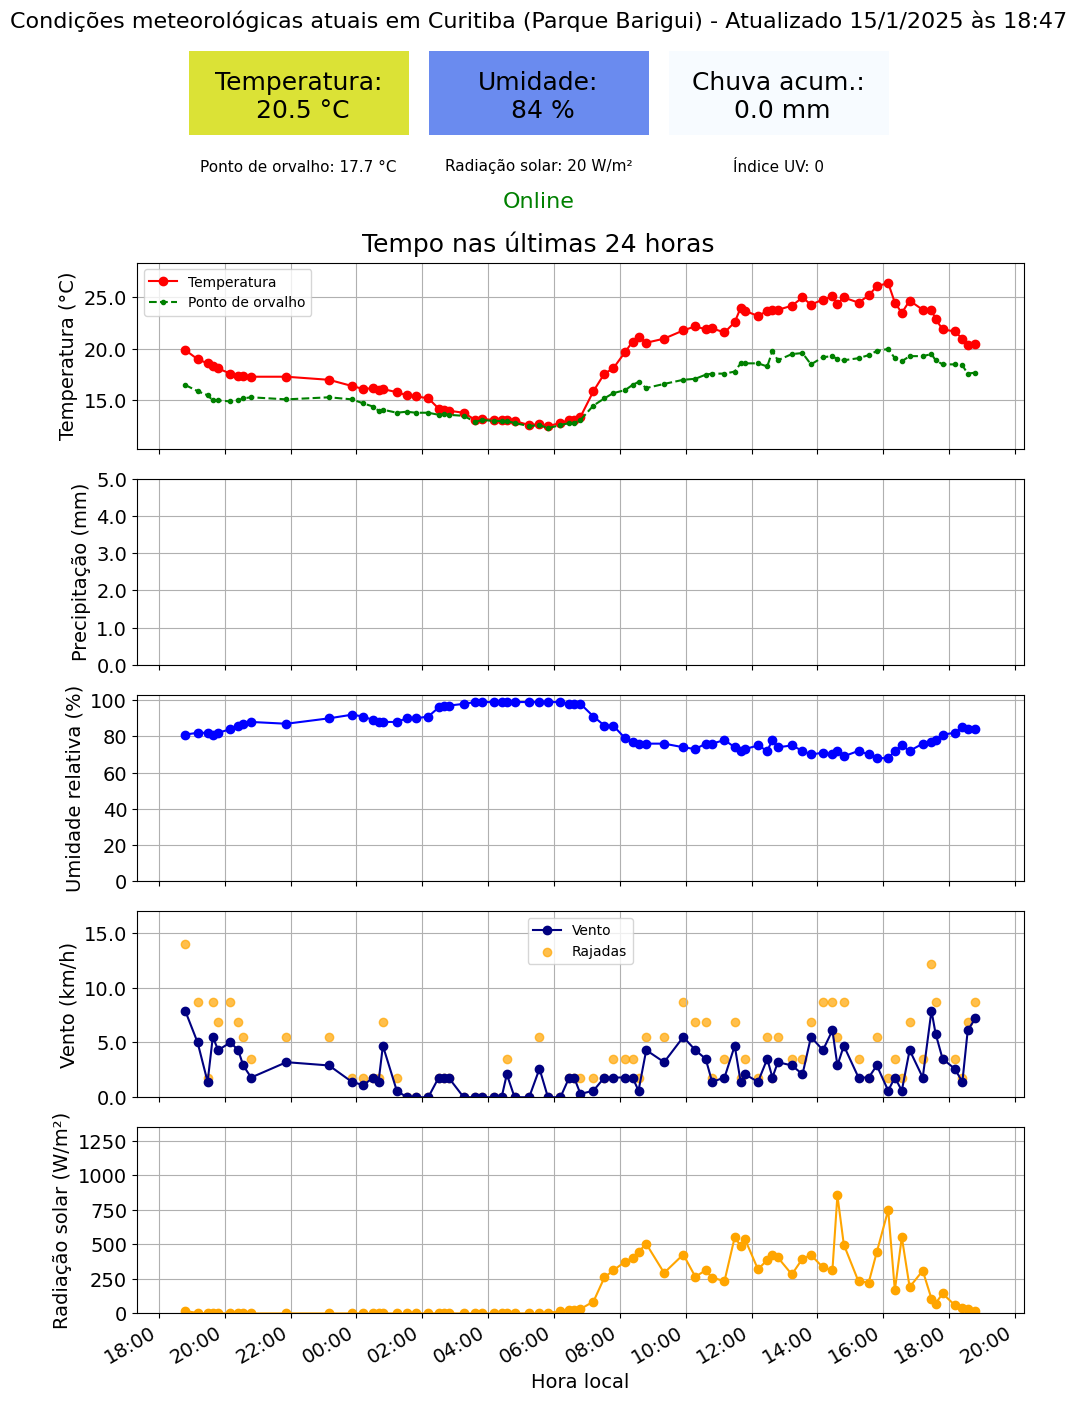 Condições meteorológicas atuais em Curitiba (Parque Barigui) - Atualizado 15/1/2025 às 18:47
Temperatura:
20.5 °C
Umidade:
84 %
Chuva acum.:
0.0 mm
Ponto de orvalho: 17.7 °C
Radiação solar: 20 W/m²
Índice UV: 0
Online
Tempo nas últimas 24 horas
Temperatura (°C)
25.0
20.0
15.0
Temperatura
Ponto de orvalho
Precipitação (mm)
5.0
4.0
3.0
2.0
1.0
0.0
Umidade relativa (%)
100
80
60
40
20
0
Vento (km/h)
15.0
10.0
5.0
0.0
Vento
Rajadas
Radiação solar (W/m²)
1250
1000
750
500
250
0
18:00
20:00
22:00
00:00
02:00
04:00
06:00
08:00
10:00
12:00
14:00
16:00
18:00
20:00
Hora local